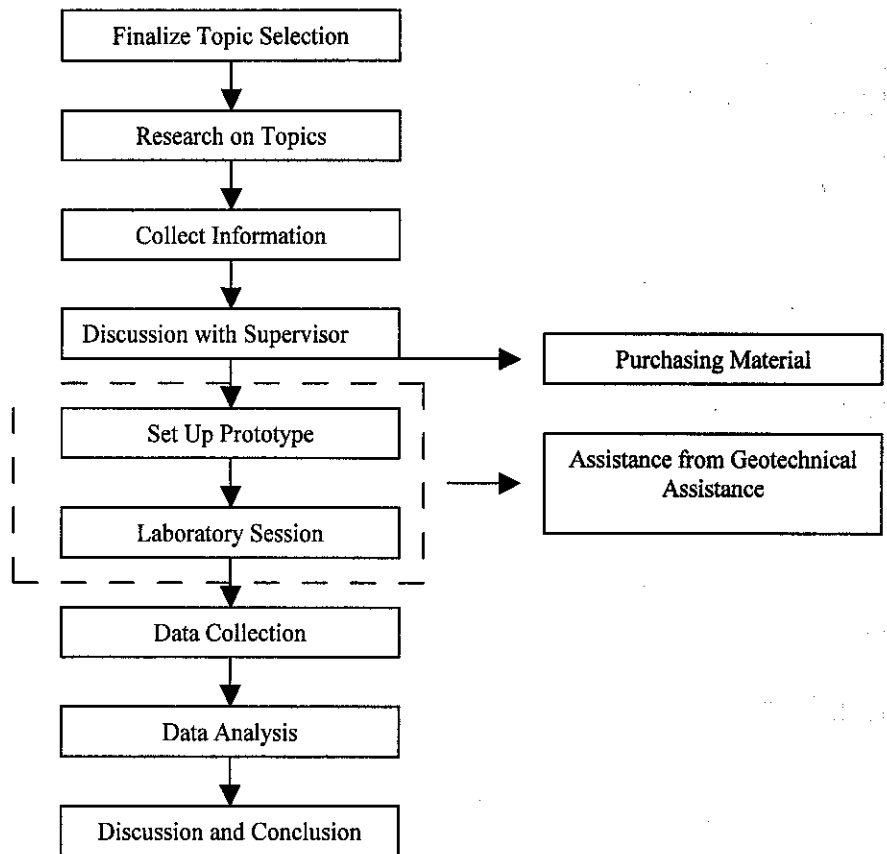 Finalize Topic Selection
Research on Topics
Collect Information
Discussion with Supervisor
Purchasing Material
Set Up Prototype
Assistance from Geotechnical
Assistance
Laboratory Session
Data Collection
Data Analysis
Discussion and Conclusion